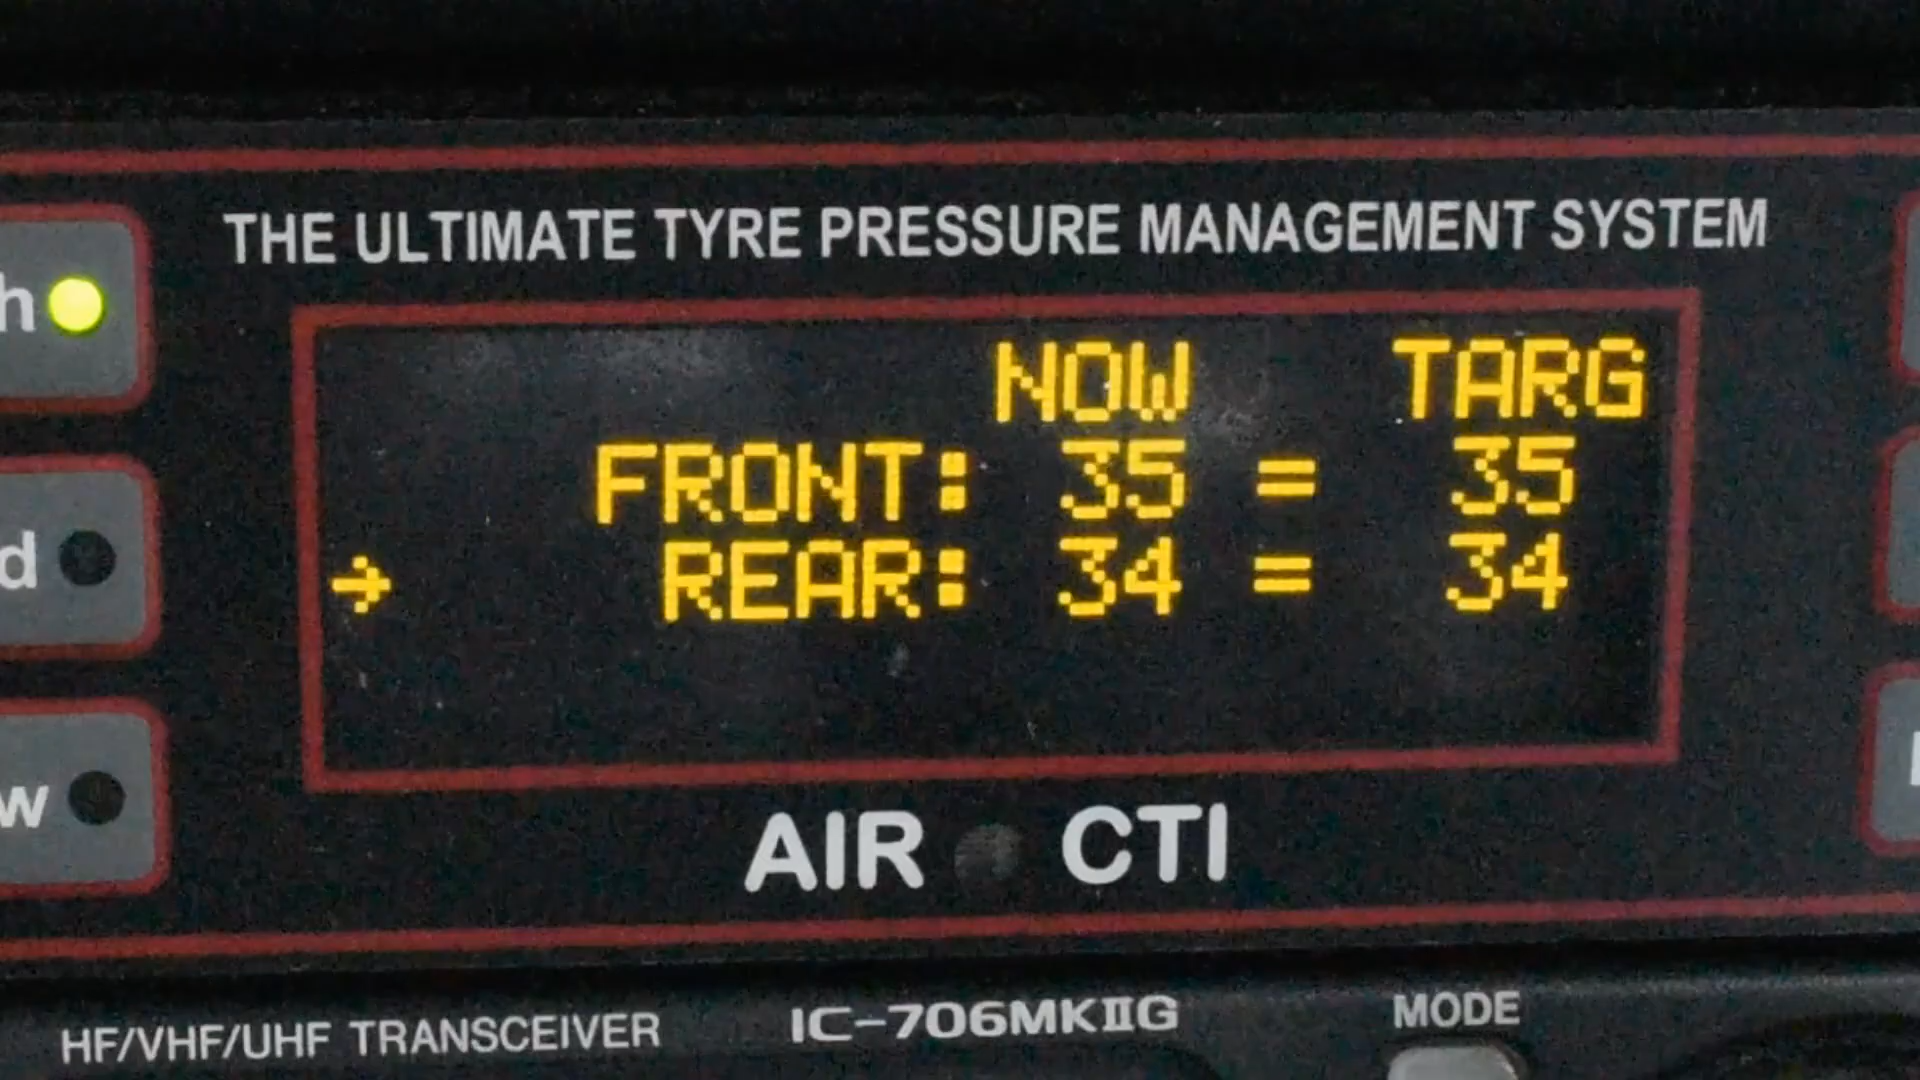 THE ULTIMATE TYRE PRESSURE MANAGEMENT SYSTEM
h
NOW TARG
FRONT: 35 = 35
d
→ REAR: 34 = 34
w
AIR CTI
HF/VHF/UHF TRANSCEIVER IC-706MKIIG MODE